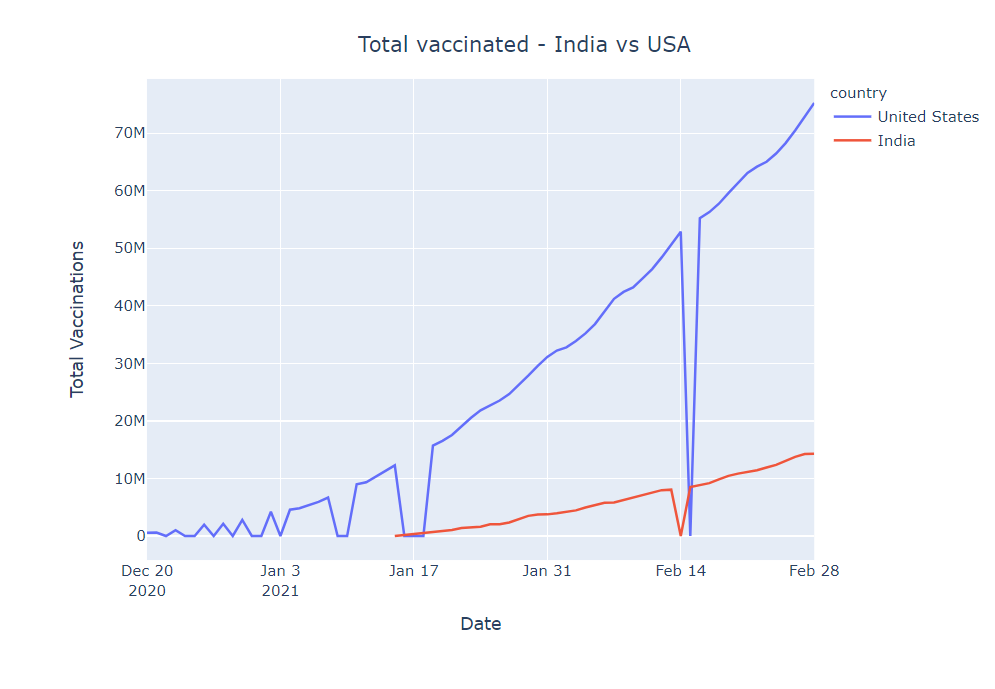 Total vaccinated - India vs USA
country
United States
India
70M
60M
50M
40M
30M
20M
10M
0
Total Vaccinations
Dec 20
2020
Jan 3
2021
Jan 17
Jan 31
Feb 14
Feb 28
Date